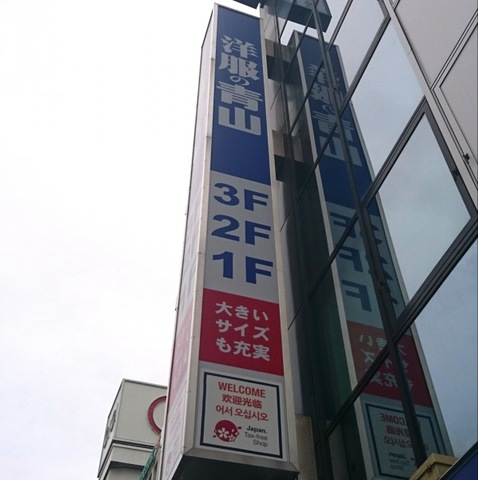 洋服の青山
3F
2F
1F
大きい
サイズ
も充実
WELCOME
欢迎光临
어서 오십시오
Japan.
Tax-free
Shop